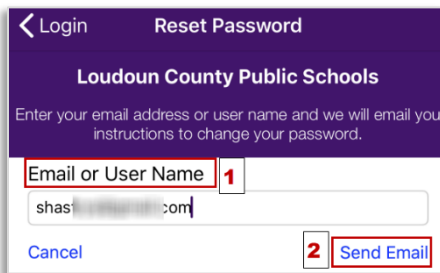 Login Reset Password
Loudoun County Public Schools
Enter your email address or user name and we will email you
instructions to change your password.
Email or User Name 1
shas com
Cancel 2 Send Email